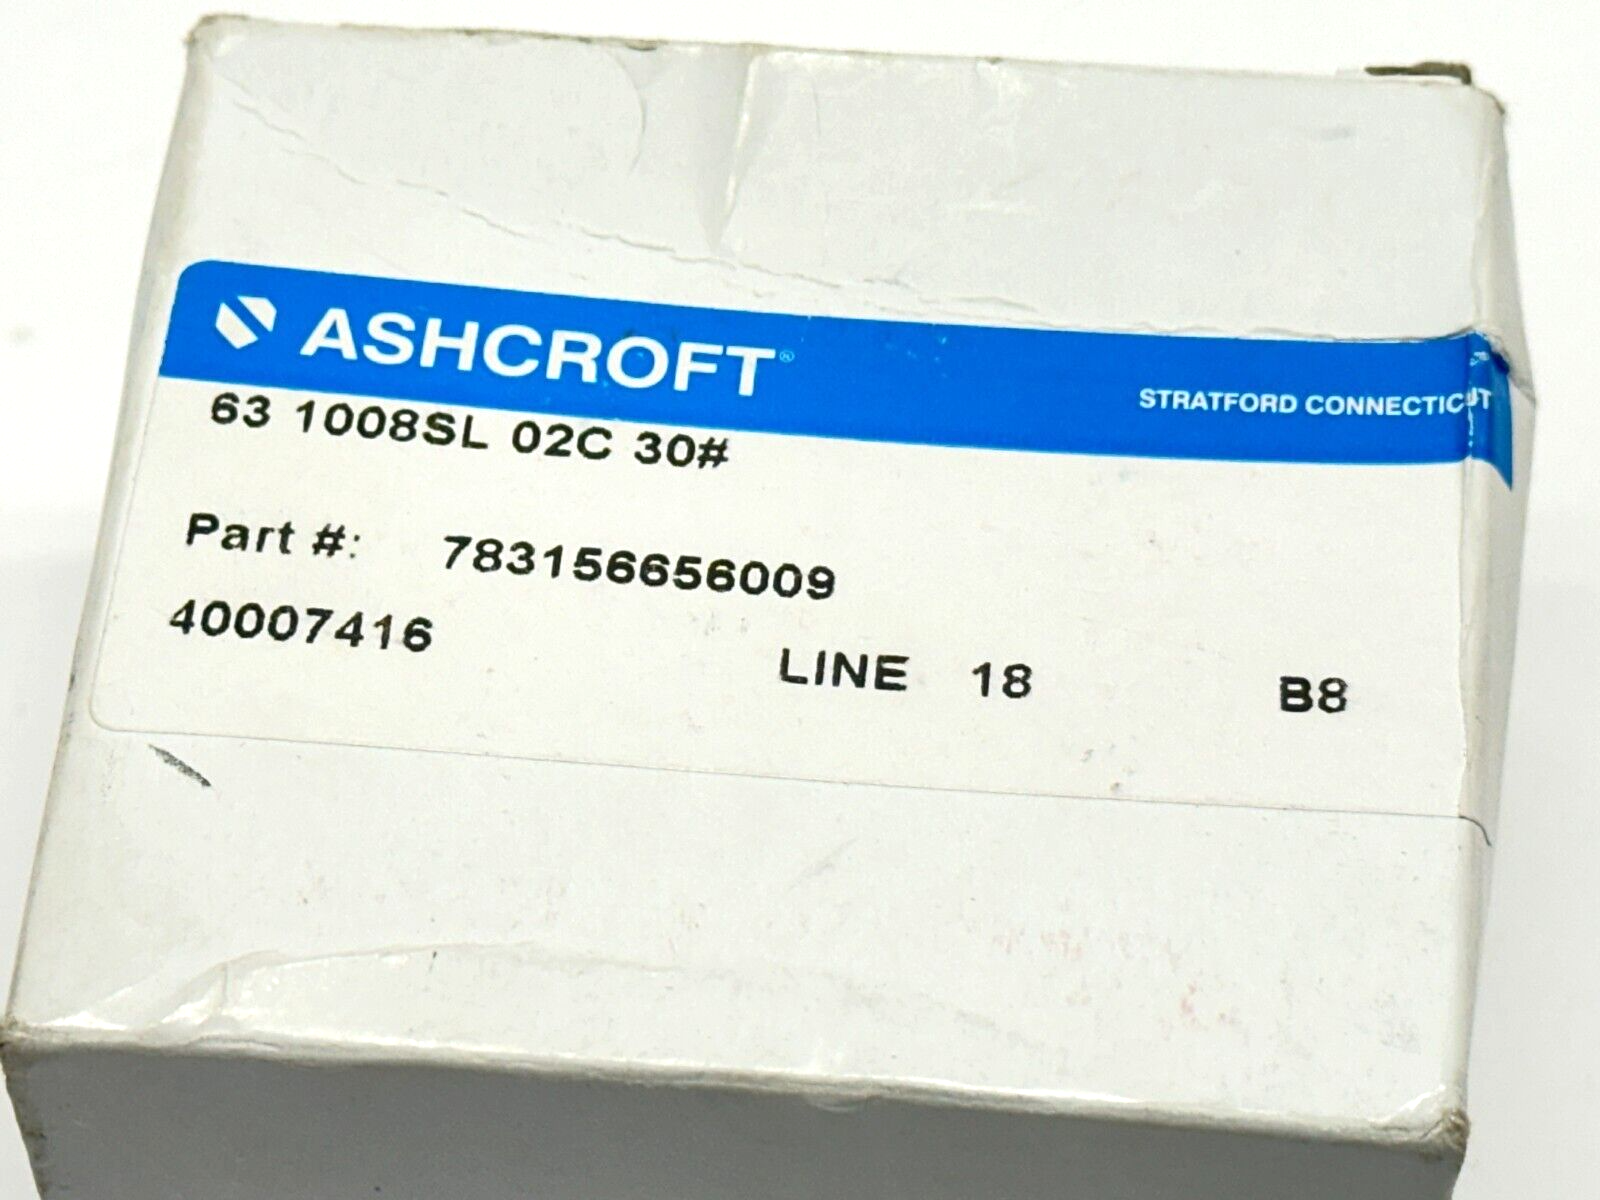 ASHCROFT®
STRATFORD CONNECTICUT
63 1008SL 02C 30#
Part #: 783156656009
40007416
LINE 18 B8